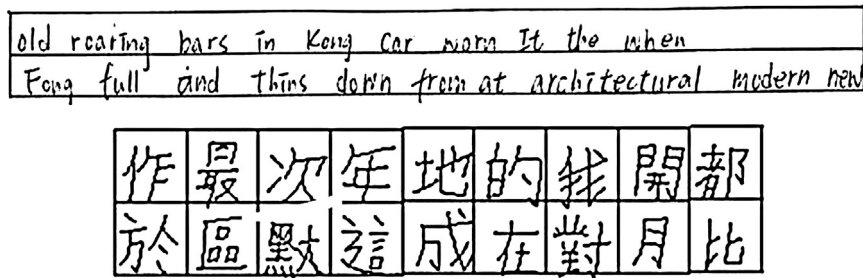 old roaring bars in Kong Car worn It the when
Fong full and thins down from at architectural modern new
作最次年地的我開都
於區點這成在對月比